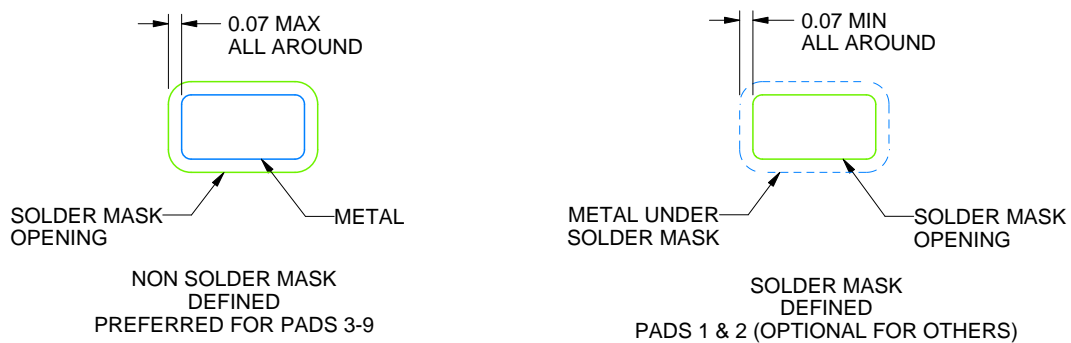 0.07 MAX
ALL AROUND
SOLDER MASK
OPENING
METAL
NON SOLDER MASK
DEFINED
PREFERRED FOR PADS 3-9
0.07 MIN
ALL AROUND
METAL UNDER
SOLDER MASK
SOLDER MASK
OPENING
SOLDER MASK
DEFINED
PADS 1 & 2 (OPTIONAL FOR OTHERS)